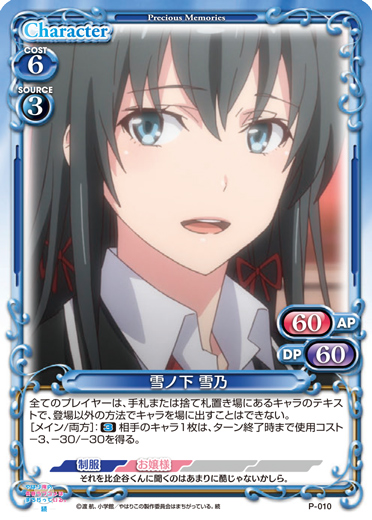 Precious Memories
Character
COST
6
SOURCE
3
60 AP
DP 60
雪ノ下 雪乃
全てのプレイヤーは、手札または捨て札置き場にあるキャラのテキス
トで、登場以外の方法でキャラを場に出すことはできない。
[メイン/両方]:3 相手のキャラ1枚は、ターン終了時まで使用コスト
-3、-30/-30を得る。
制服 お嬢様
それを比企谷くんに聞くのはあまりに酷じゃないかしら。
©渡 航、小学館/やはりこの製作委員会はまちがっている。続
P-010